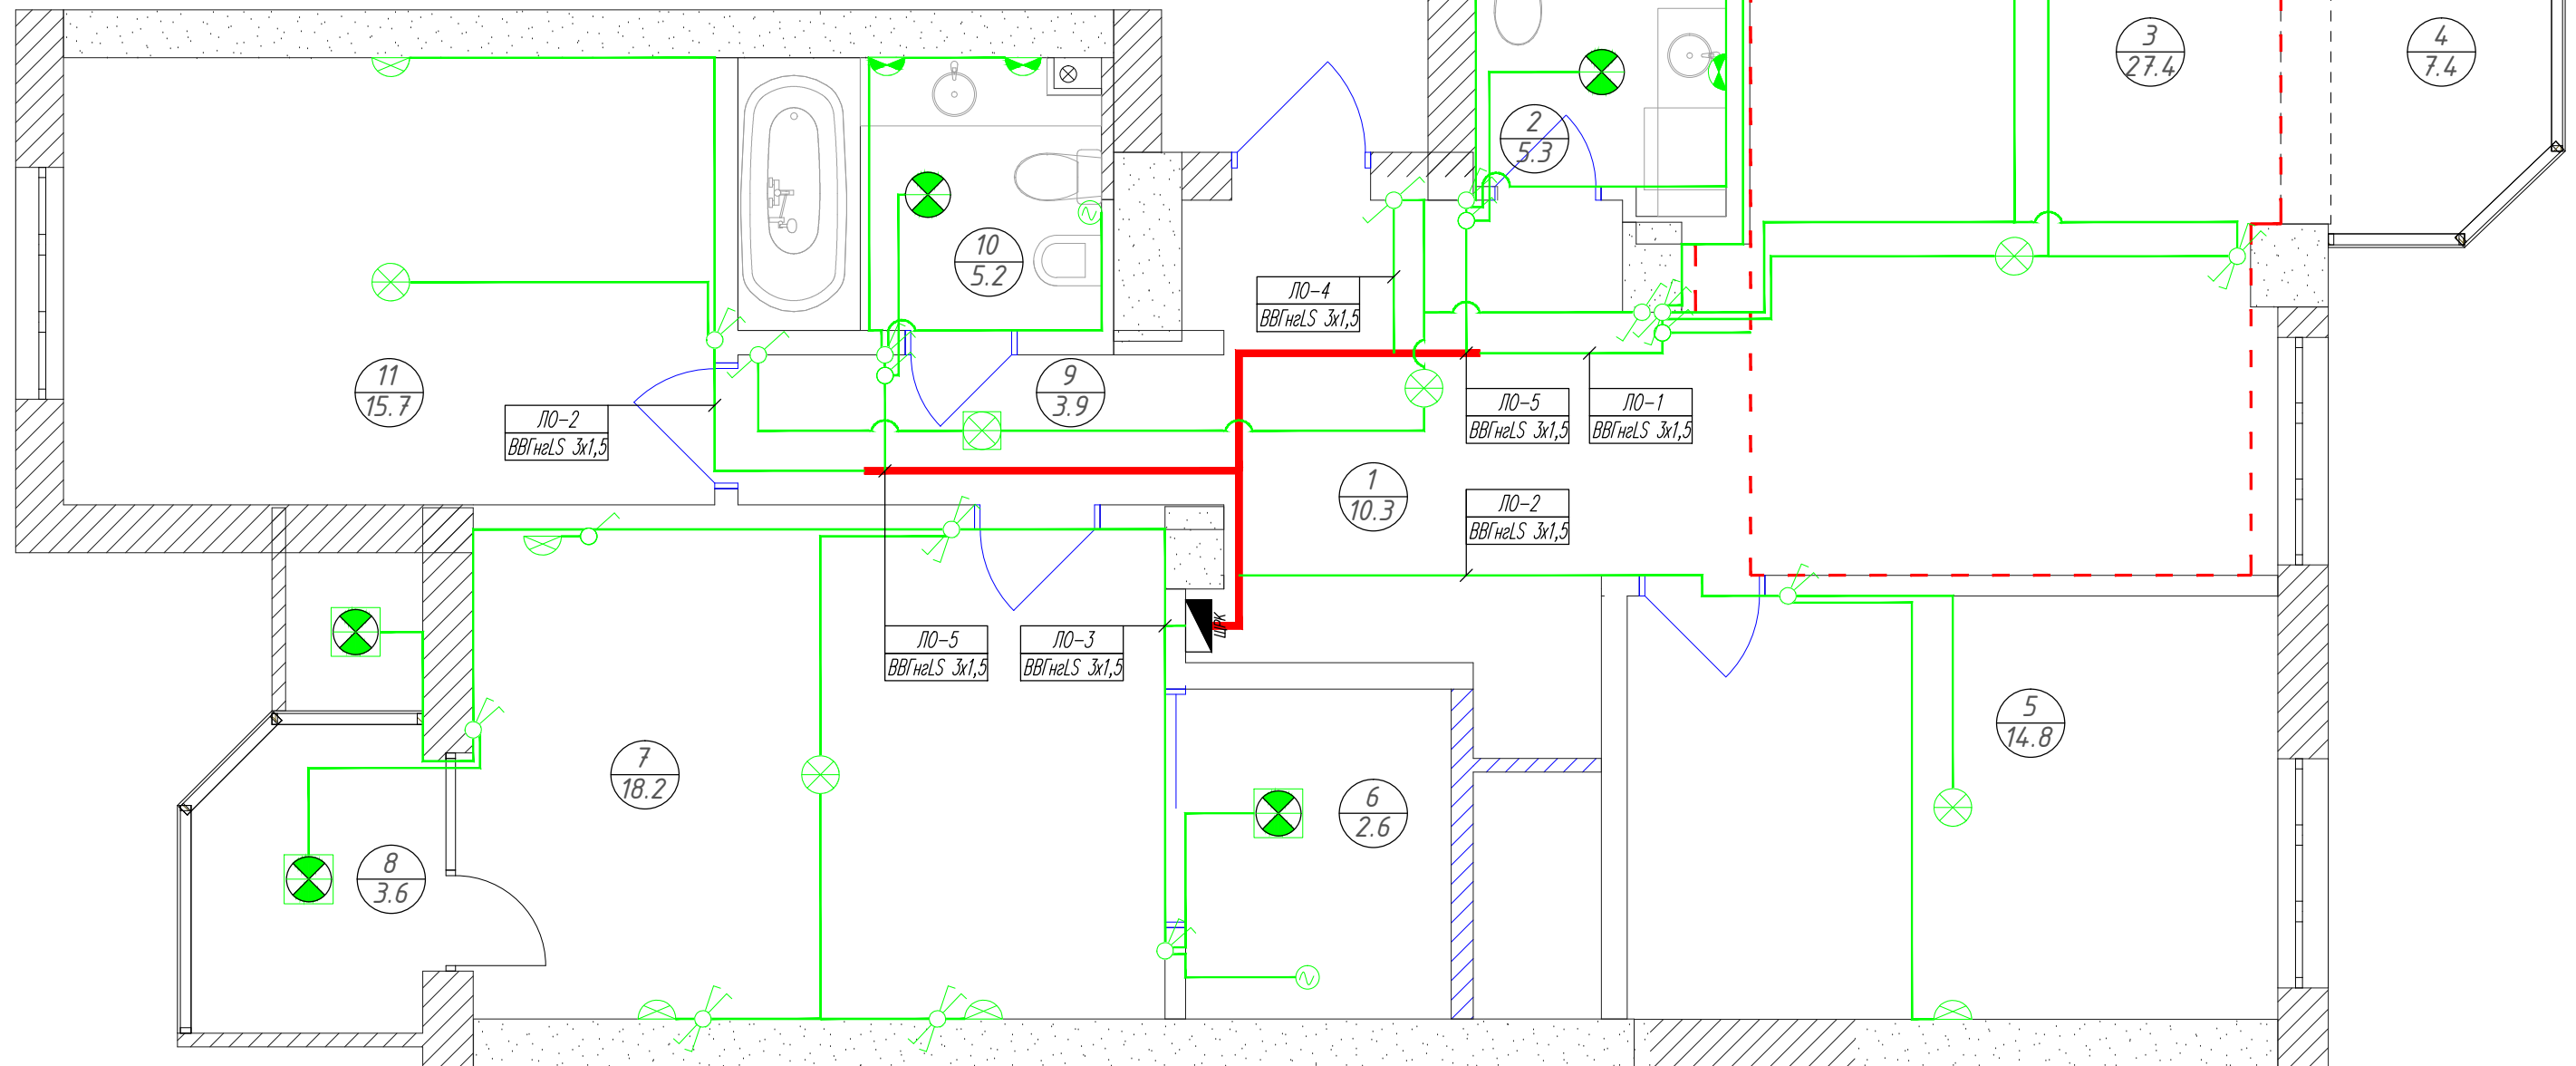 3
27.4
4
7.4
2
5.3
10
5.2
ЛО-4
ВВГнгLS 3х1,5
11
15.7
9
3.9
ЛО-2
ВВГнгLS 3х1,5
ЛО-5
ВВГнгLS 3х1,5
ЛО-1
ВВГнгLS 3х1,5
1
10.3
ЛО-2
ВВГнгLS 3х1,5
ЩРК
ЛО-5
ВВГнгLS 3х1,5
ЛО-3
ВВГнгLS 3х1,5
5
14.8
7
18.2
6
2.6
8
3.6